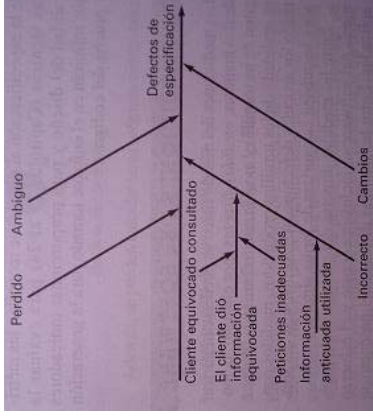 Perdido
Ambiguo
Defectos de
especificación
Cliente equivocado consultado
El cliente dió
información
equivocada
Peticiones inadecuadas
Información
anticuada utilizada
Incorrecto
Cambios